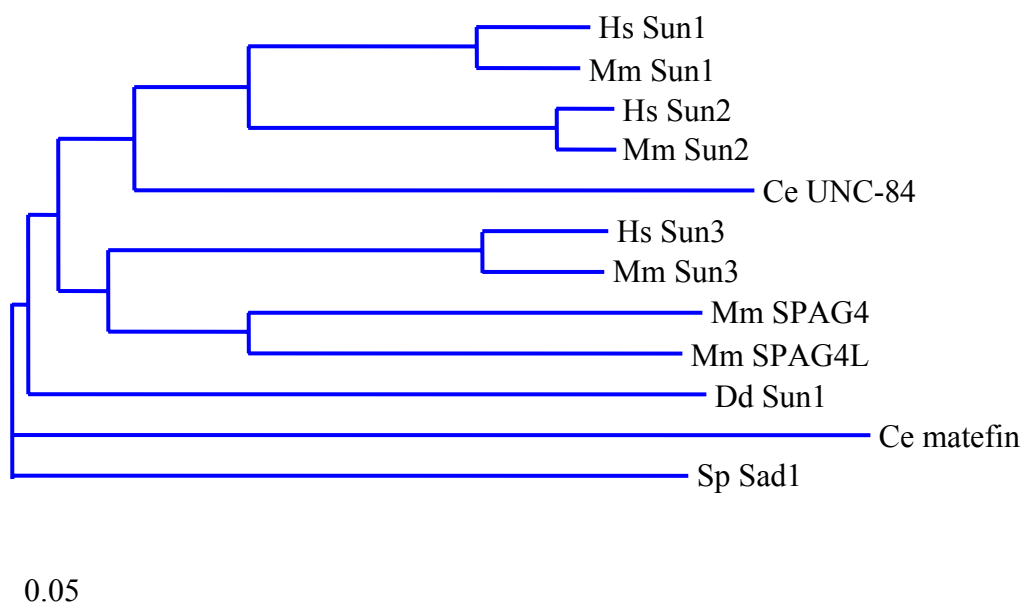 Hs Sun1
Mm Sun1
Hs Sun2
Mm Sun2
Ce UNC-84
Hs Sun3
Mm Sun3
Mm SPAG4
Mm SPAG4L
Dd Sun1
Ce matefin
Sp Sad1
0.05